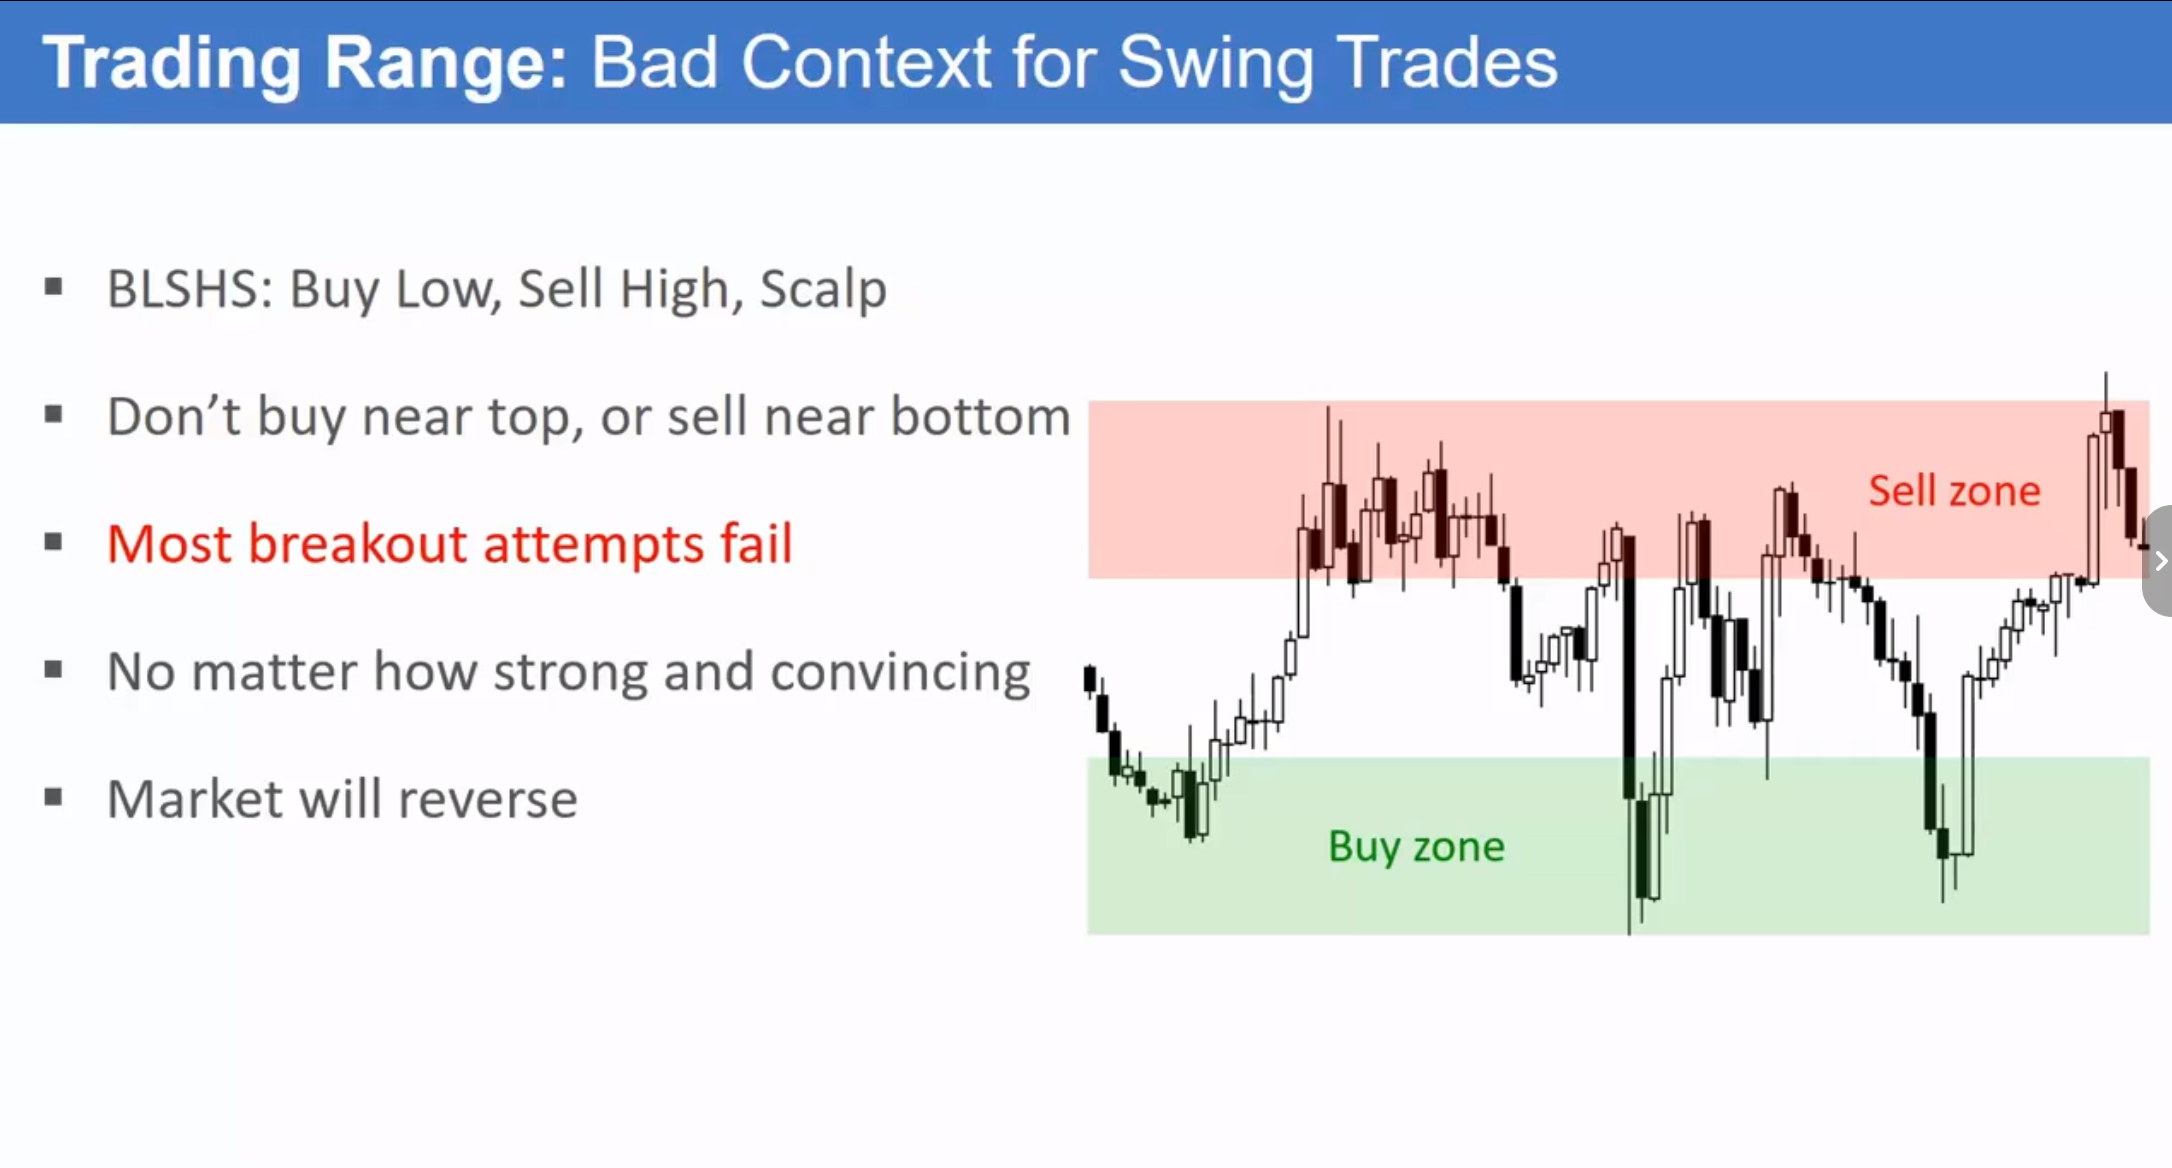 Trading Range: Bad Context for Swing Trades
BLSHS: Buy Low, Sell High, Scalp
Don’t buy near top, or sell near bottom
Most breakout attempts fail
No matter how strong and convincing
Market will reverse
Sell zone
Buy zone